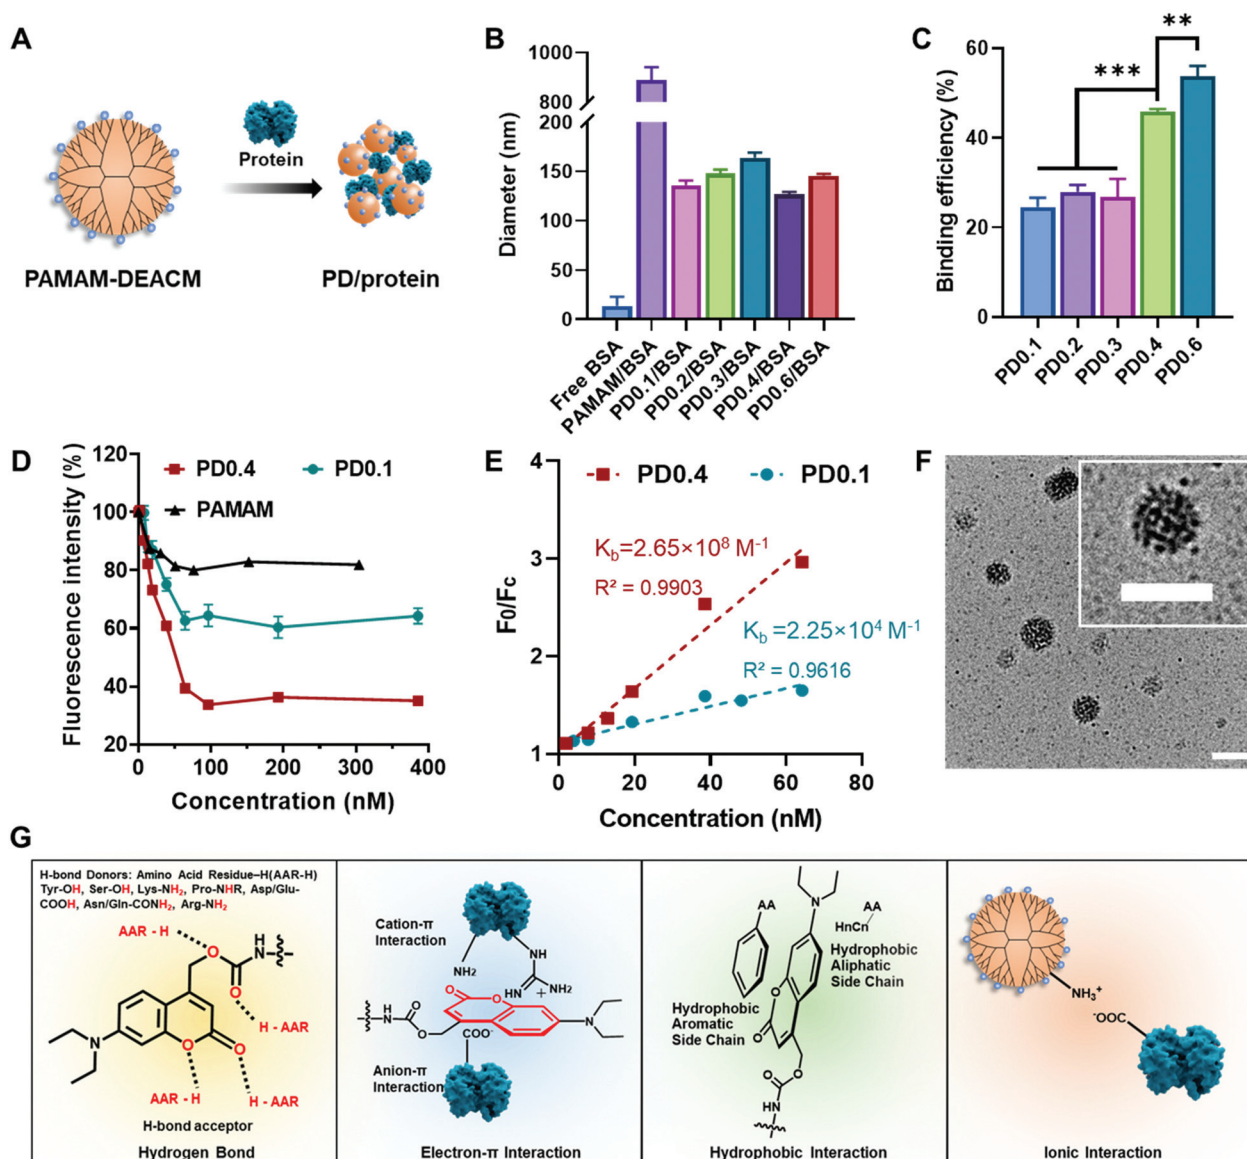 A
Protein
PAMAM-DEACM
PD/protein
B
Diameter (nm)
1000
800
200
150
100
50
0
Free BSA
PAMAM/BSA
PD0.1/BSA
PD0.2/BSA
PD0.3/BSA
PD0.4/BSA
PD0.6/BSA
C
Binding efficiency (%)
60
40
20
0
***
**
PD0.1
PD0.2
PD0.3
PD0.4
PD0.6
D
Fluorescence intensity (%)
120
100
80
60
40
20
PD0.4
PD0.1
PAMAM
0
100
200
300
400
Concentration (nM)
E
F₀/Fc
4
3
2
1
PD0.4
PD0.1
K_b=2.65×10⁸ M⁻¹
R² = 0.9903
K_b=2.25×10⁴ M⁻¹
R² = 0.9616
0
20
40
60
80
Concentration (nM)
F
G
H-bond Donors: Amino Acid Residue–H(AAR-H)
Tyr-OH, Ser-OH, Lys-NH₂, Pro-NHR, Asp/Glu-
COOH, Asn/Gln-CONH₂, Arg-NH₂
AAR - H
O
H
N
O
H - AAR
N
O
O
AAR - H
H - AAR
H-bond acceptor
Hydrogen Bond
Cation-π
Interaction
NH₂
HN
NH₂
+
O
O
H
N
O
O
N
COO⁻
Anion-π
Interaction
Electron-π Interaction
AA
N
AA
HnCn
Hydrophobic
Aliphatic
Side Chain
Hydrophobic
Aromatic
Side Chain
O
O
O
O
NH
Hydrophobic Interaction
NH₃⁺
⁻OOC
Ionic Interaction